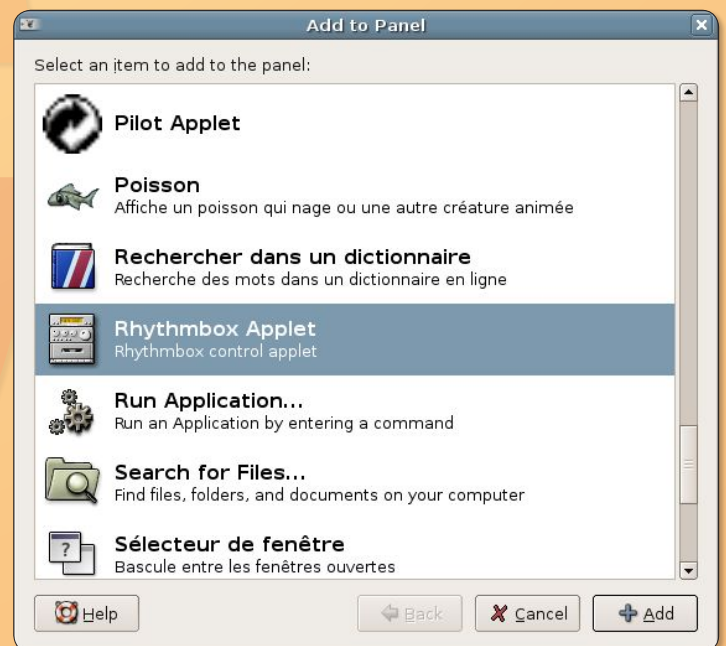 Add to Panel
Select an item to add to the panel:
Pilot Applet
Poisson
Affiche un poisson qui nage ou une autre créature animée
Rechercher dans un dictionnaire
Recherche des mots dans un dictionnaire en ligne
Rhythmbox Applet
Rhythmbox control applet
Run Application...
Run an Application by entering a command
Search for Files...
Find files, folders, and documents on your computer
?
Sélecteur de fenêtre
Bascule entre les fenêtres ouvertes
Help
Back
Cancel
Add